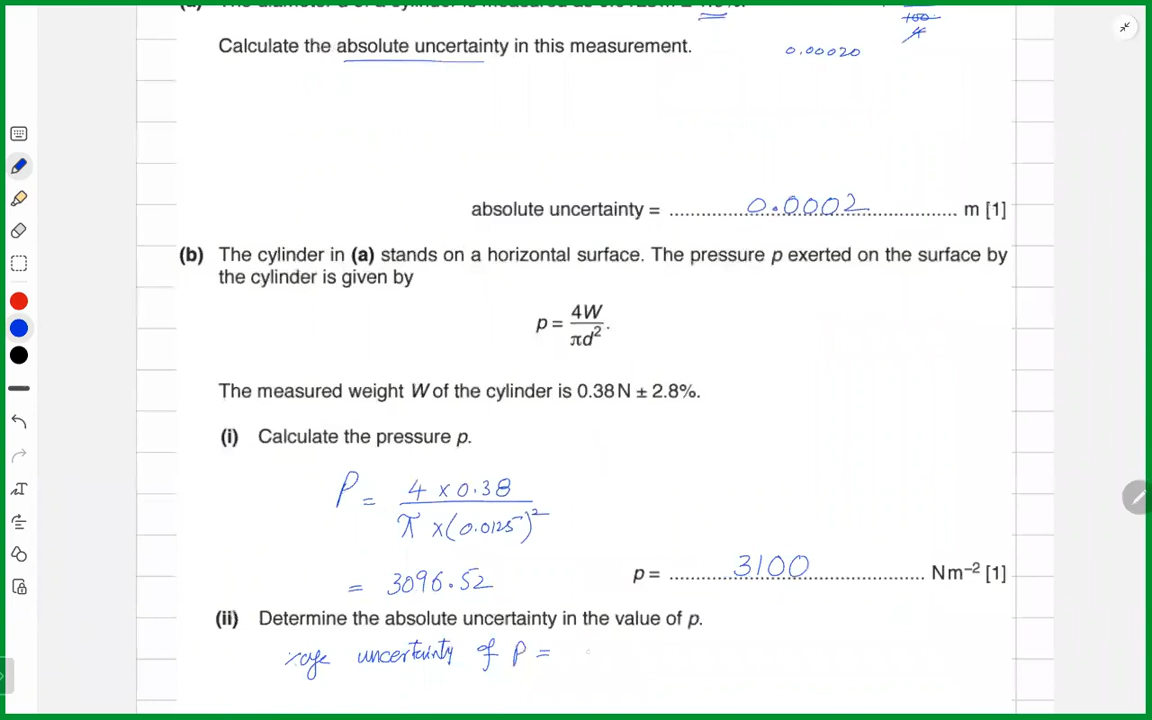 Calculate the absolute uncertainty in this measurement.
100
4
0.00020
absolute uncertainty = ........ 0.0002 ........ m [1]
(b) The cylinder in (a) stands on a horizontal surface. The pressure p exerted on the surface by
the cylinder is given by
p = 4W / πd².
The measured weight W of the cylinder is 0.38 N ± 2.8%.
(i) Calculate the pressure p.
P = 4 × 0.38 / π × (0.0125)²
= 3096.52
p = ........ 3100 ........ N m⁻² [1]
(ii) Determine the absolute uncertainty in the value of p.
%age uncertainty of P =